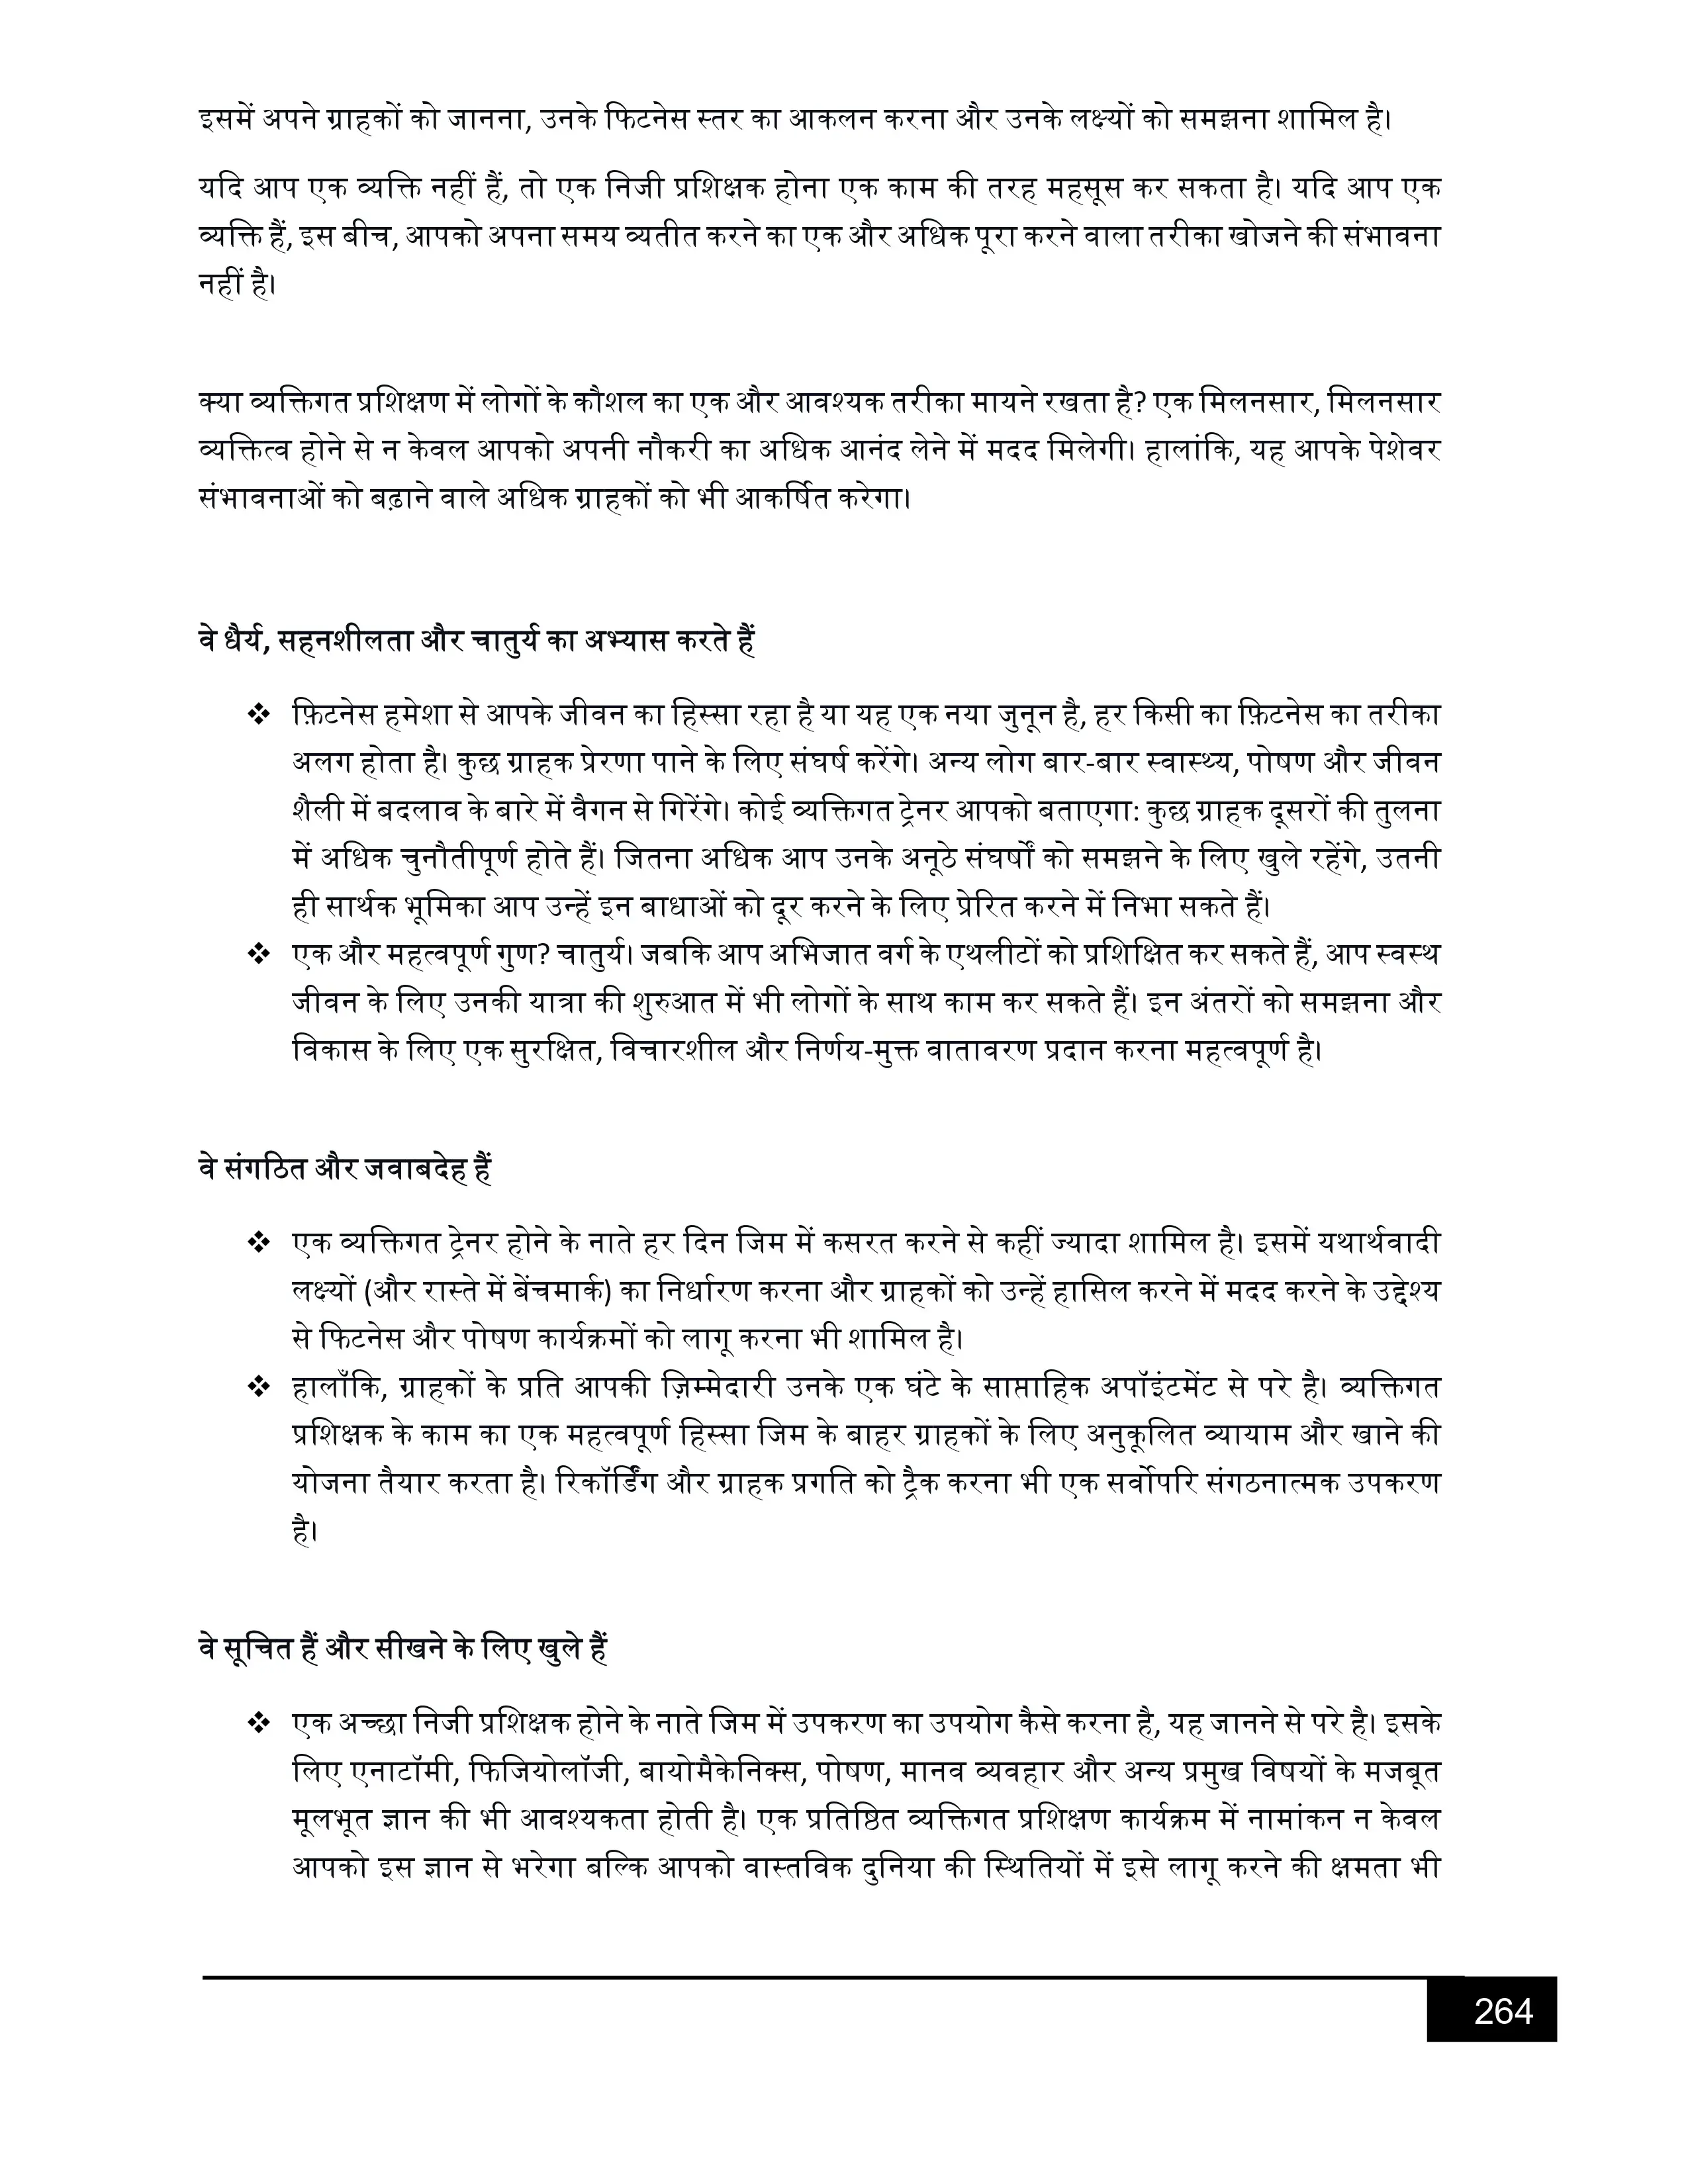 इसमें अपने ग्राहकों को जानना, उनके फिटनेस स्तर का आकलन करना और उनके लक्ष्यों को समझना शामिल है।
यदि आप एक व्यक्ति नहीं हैं, तो एक निजी प्रशिक्षक होना एक काम की तरह महसूस कर सकता है। यदि आप एक
व्यक्ति हैं, इस बीच, आपको अपना समय व्यतीत करने का एक और अधिक पूरा करने वाला तरीका खोजने की संभावना
नहीं है।
क्या व्यक्तिगत प्रशिक्षण में लोगों के कौशल का एक और आवश्यक तरीका मायने रखता है? एक मिलनसार, मिलनसार
व्यक्तित्व होने से न केवल आपको अपनी नौकरी का अधिक आनंद लेने में मदद मिलेगी। हालांकि, यह आपके पेशेवर
संभावनाओं को बढ़ाने वाले अधिक ग्राहकों को भी आकर्षित करेगा।
वे धैर्य, सहनशीलता और चातुर्य का अभ्यास करते हैं
❖ फ़िटनेस हमेशा से आपके जीवन का हिस्सा रहा है या यह एक नया जुनून है, हर किसी का फ़िटनेस का तरीका
अलग होता है। कुछ ग्राहक प्रेरणा पाने के लिए संघर्ष करेंगे। अन्य लोग बार-बार स्वास्थ्य, पोषण और जीवन
शैली में बदलाव के बारे में वैगन से गिरेंगे। कोई व्यक्तिगत ट्रेनर आपको बताएगा: कुछ ग्राहक दूसरों की तुलना
में अधिक चुनौतीपूर्ण होते हैं। जितना अधिक आप उनके अनूठे संघर्षों को समझने के लिए खुले रहेंगे, उतनी
ही सार्थक भूमिका आप उन्हें इन बाधाओं को दूर करने के लिए प्रेरित करने में निभा सकते हैं।
❖ एक और महत्वपूर्ण गुण? चातुर्य। जबकि आप अभिजात वर्ग के एथलीटों को प्रशिक्षित कर सकते हैं, आप स्वस्थ
जीवन के लिए उनकी यात्रा की शुरुआत में भी लोगों के साथ काम कर सकते हैं। इन अंतरों को समझना और
विकास के लिए एक सुरक्षित, विचारशील और निर्णय-मुक्त वातावरण प्रदान करना महत्वपूर्ण है।
वे संगठित और जवाबदेह हैं
❖ एक व्यक्तिगत ट्रेनर होने के नाते हर दिन जिम में कसरत करने से कहीं ज्यादा शामिल है। इसमें यथार्थवादी
लक्ष्यों (और रास्ते में बेंचमार्क) का निर्धारण करना और ग्राहकों को उन्हें हासिल करने में मदद करने के उद्देश्य
से फिटनेस और पोषण कार्यक्रमों को लागू करना भी शामिल है।
❖ हालाँकि, ग्राहकों के प्रति आपकी ज़िम्मेदारी उनके एक घंटे के साप्ताहिक अपॉइंटमेंट से परे है। व्यक्तिगत
प्रशिक्षक के काम का एक महत्वपूर्ण हिस्सा जिम के बाहर ग्राहकों के लिए अनुकूलित व्यायाम और खाने की
योजना तैयार करता है। रिकॉर्डिंग और ग्राहक प्रगति को ट्रैक करना भी एक सर्वोपरि संगठनात्मक उपकरण
है।
वे सूचित हैं और सीखने के लिए खुले हैं
❖ एक अच्छा निजी प्रशिक्षक होने के नाते जिम में उपकरण का उपयोग कैसे करना है, यह जानने से परे है। इसके
लिए एनाटॉमी, फिजियोलॉजी, बायोमैकेनिक्स, पोषण, मानव व्यवहार और अन्य प्रमुख विषयों के मजबूत
मूलभूत ज्ञान की भी आवश्यकता होती है। एक प्रतिष्ठित व्यक्तिगत प्रशिक्षण कार्यक्रम में नामांकन न केवल
आपको इस ज्ञान से भरेगा बल्कि आपको वास्तविक दुनिया की स्थितियों में इसे लागू करने की क्षमता भी
264